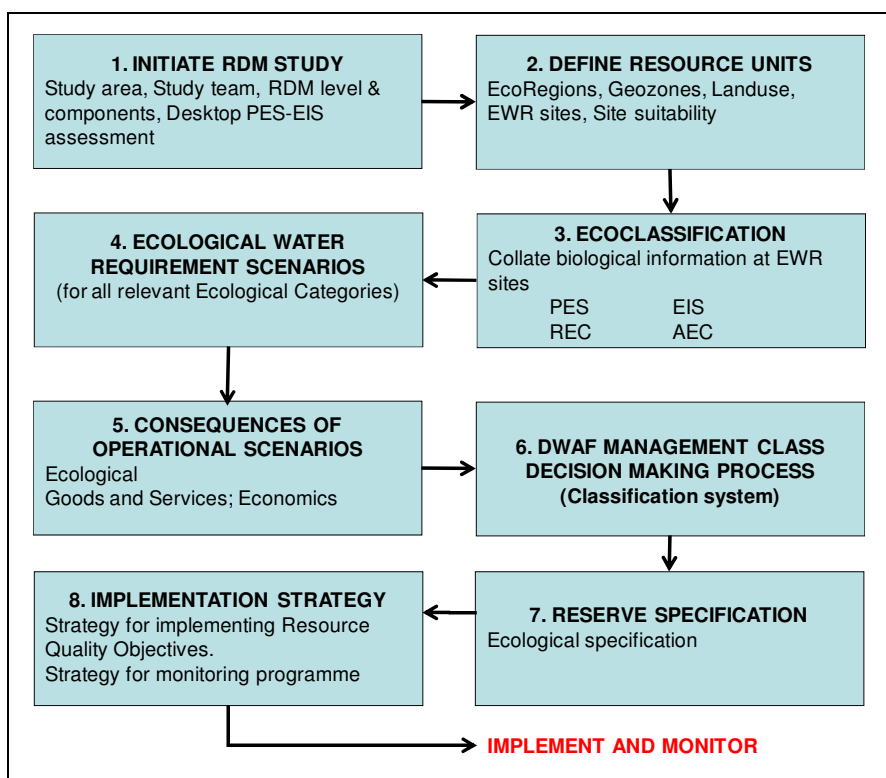 1. INITIATE RDM STUDY
Study area, Study team, RDM level &
components, Desktop PES-EIS
assessment
2. DEFINE RESOURCE UNITS
EcoRegions, Geozones, Landuse,
EWR sites, Site suitability
3. ECOCLASSIFICATION
Collate biological information at EWR
sites
PES EIS
REC AEC
4. ECOLOGICAL WATER
REQUIREMENT SCENARIOS
(for all relevant Ecological Categories)
5. CONSEQUENCES OF
OPERATIONAL SCENARIOS
Ecological
Goods and Services; Economics
6. DWAF MANAGEMENT CLASS
DECISION MAKING PROCESS
(Classification system)
7. RESERVE SPECIFICATION
Ecological specification
8. IMPLEMENTATION STRATEGY
Strategy for implementing Resource
Quality Objectives.
Strategy for monitoring programme
IMPLEMENT AND MONITOR